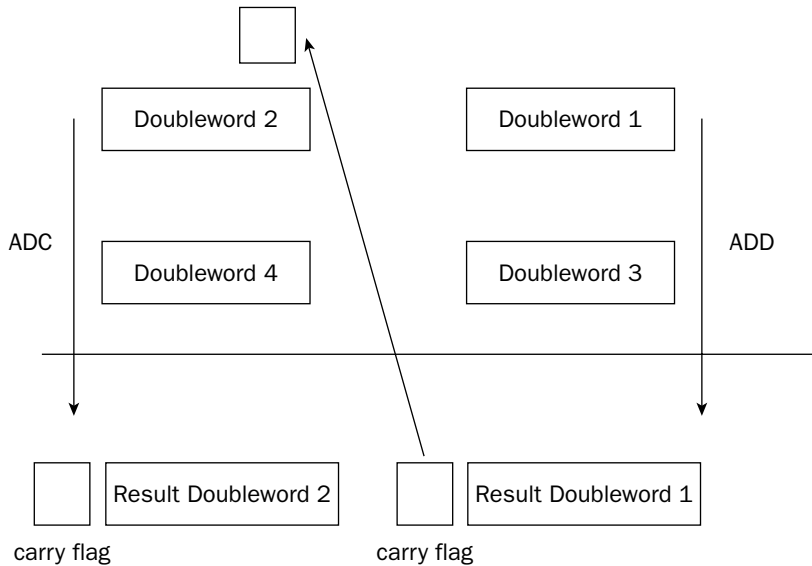 Doubleword 2
Doubleword 1
ADC
ADD
Doubleword 4
Doubleword 3
Result Doubleword 2
Result Doubleword 1
carry flag
carry flag